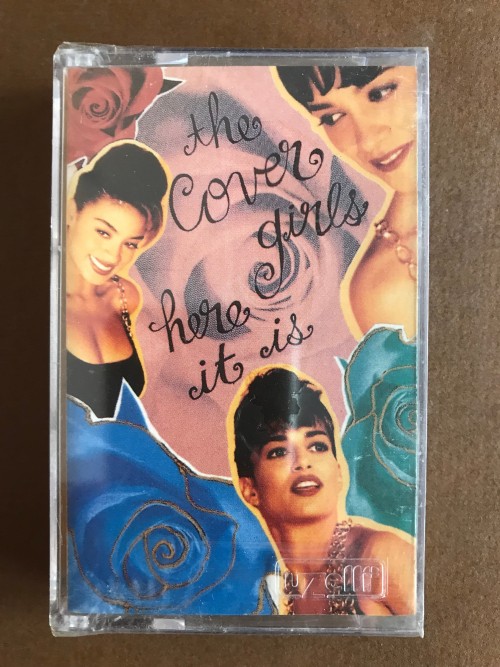 the
cover
girls
here
it is